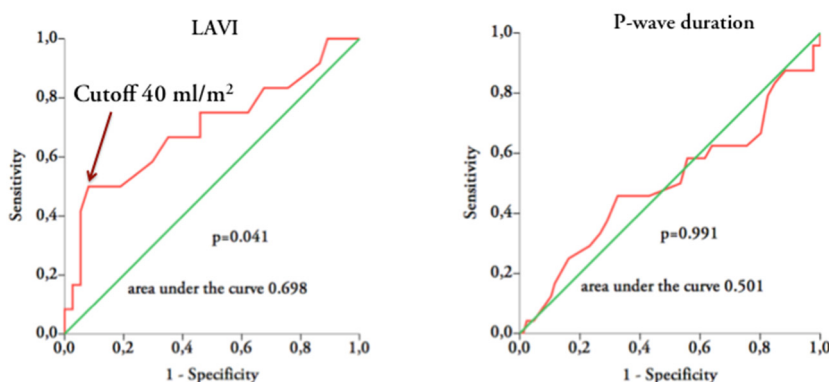 LAVI
1,0
0,8
0,6
0,4
0,2
0,0
Sensitivity
Cutoff 40 ml/m²
p=0.041
area under the curve 0.698
0,0 0,2 0,4 0,6 0,8 1,0
1 - Specificity
P-wave duration
1,0
0,8
0,6
0,4
0,2
0,0
Sensitivity
p=0.991
area under the curve 0.501
0,0 0,2 0,4 0,6 0,8 1,0
1 - Specificity